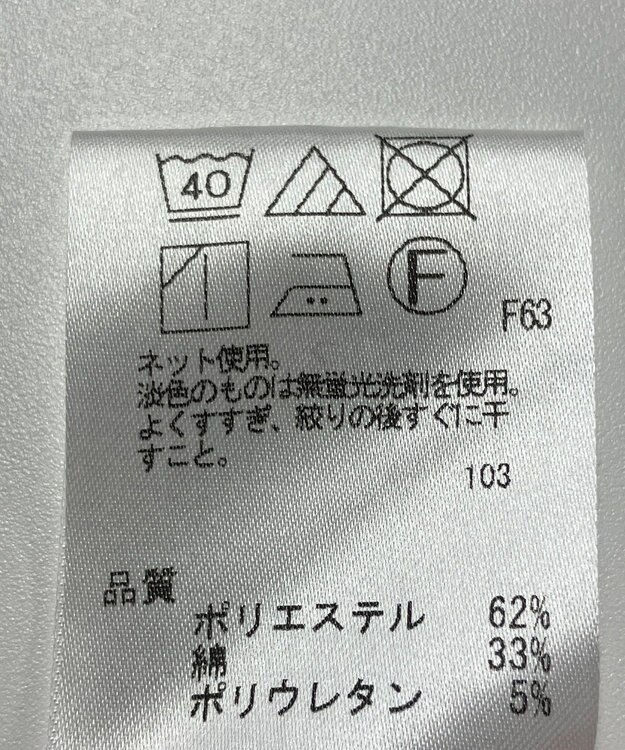 40
F
F63
ネット使用。
淡色のものは無蛍光洗剤を使用。
よくすすぎ、絞りの後すぐに干
すこと。
103
品質
ポリエステル 62%
綿 33%
ポリウレタン 5%